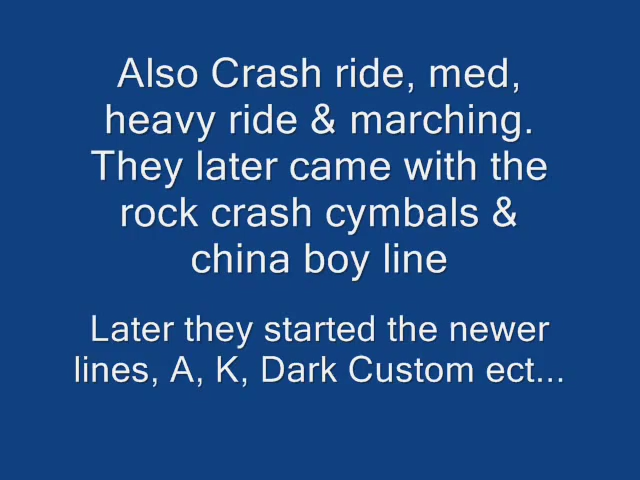 Also Crash ride, med,
heavy ride & marching.
They later came with the
rock crash cymbals &
china boy line
Later they started the newer
lines, A, K, Dark Custom ect...